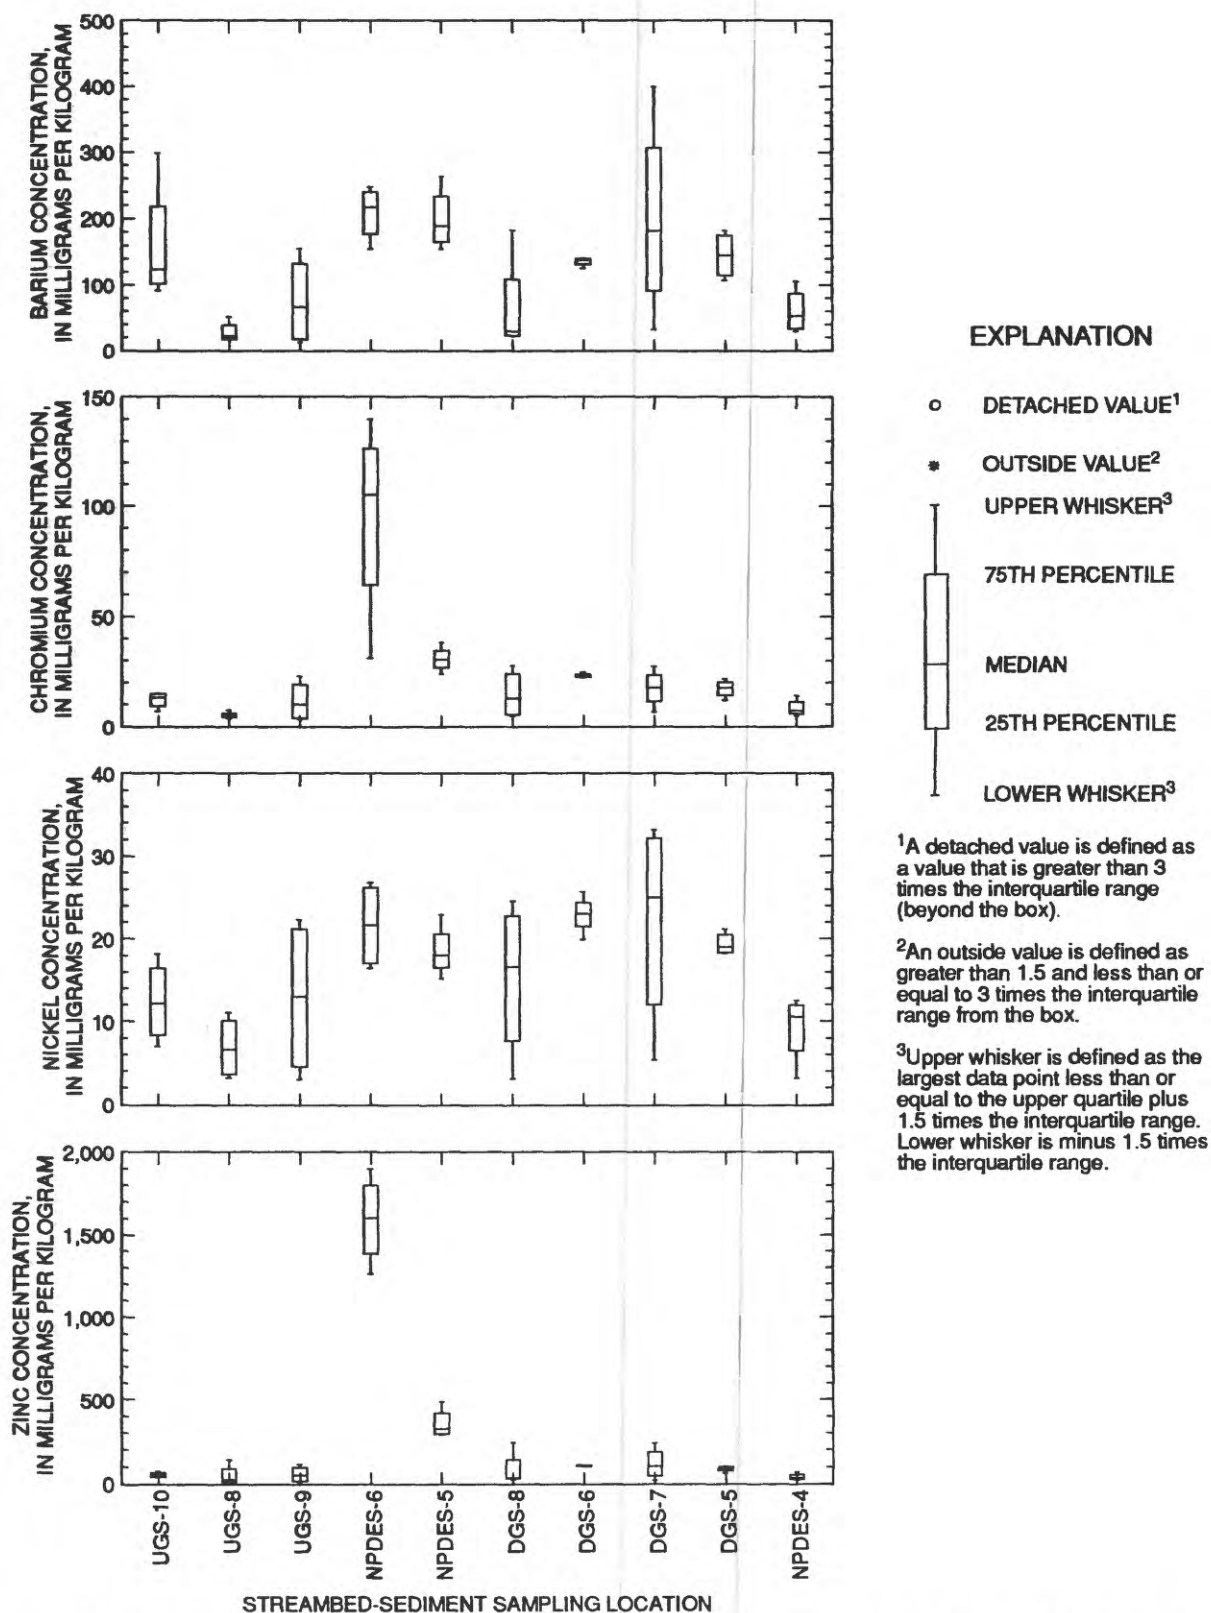 BARIUM CONCENTRATION,
IN MILLIGRAMS PER KILOGRAM
500
400
300
200
100
0
CHROMIUM CONCENTRATION,
IN MILLIGRAMS PER KILOGRAM
150
100
50
0
NICKEL CONCENTRATION,
IN MILLIGRAMS PER KILOGRAM
40
30
20
10
0
ZINC CONCENTRATION,
IN MILLIGRAMS PER KILOGRAM
2,000
1,500
1,000
500
0
UGS-10
UGS-8
UGS-9
NPDES-6
NPDES-5
DGS-8
DGS-6
DGS-7
DGS-5
NPDES-4
STREAMBED-SEDIMENT SAMPLING LOCATION
EXPLANATION
DETACHED VALUE¹
OUTSIDE VALUE²
UPPER WHISKER³
75TH PERCENTILE
MEDIAN
25TH PERCENTILE
LOWER WHISKER³
¹A detached value is defined as
a value that is greater than 3
times the interquartile range
(beyond the box).
²An outside value is defined as
greater than 1.5 and less than or
equal to 3 times the interquartile
range from the box.
³Upper whisker is defined as the
largest data point less than or
equal to the upper quartile plus
1.5 times the interquartile range.
Lower whisker is minus 1.5 times
the interquartile range.